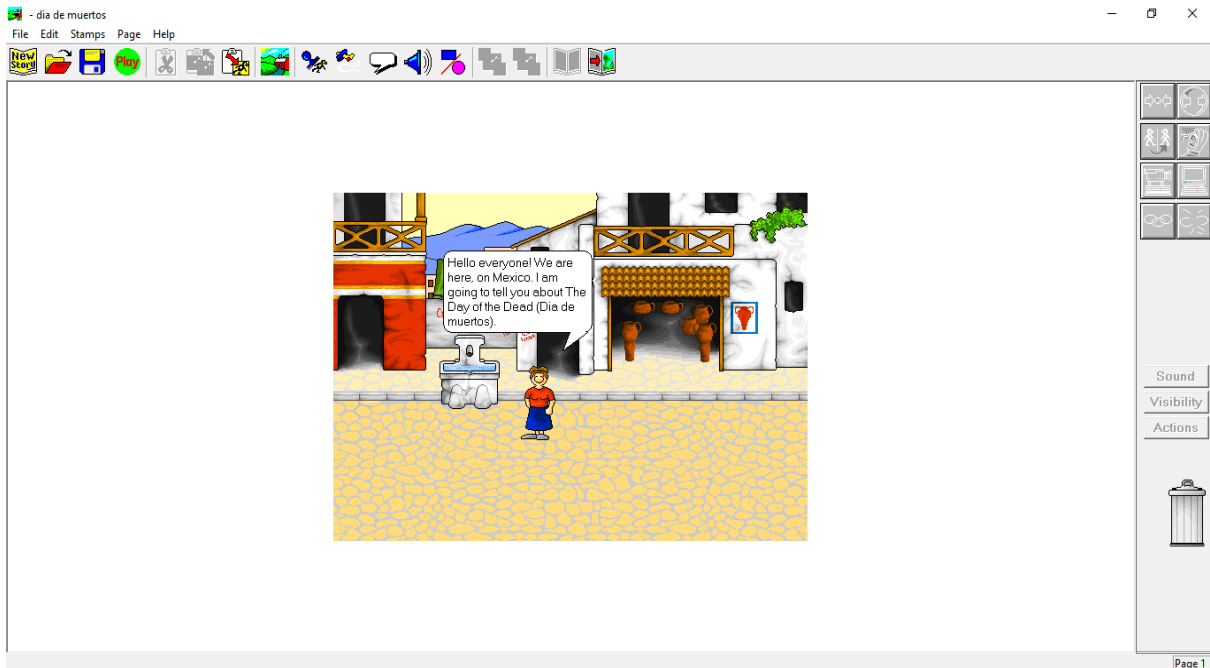 - dia de muertos
File Edit Stamps Page Help
New Story
Play
Hello everyone! We are
here, on Mexico. I am
going to tell you about The
Day of the Dead (Dia de
muertos).
Sound
Visibility
Actions
Page 1